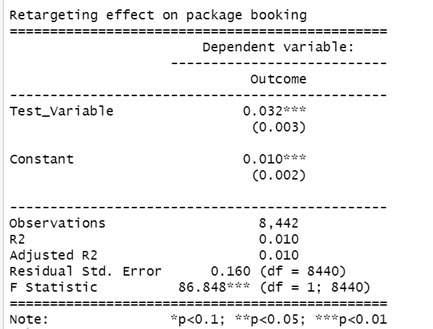 Retargeting effect on package booking
================================================
Dependent variable:
---------------------------
Outcome
------------------------------------------------
Test_Variable 0.032***
(0.003)
Constant 0.010***
(0.002)
------------------------------------------------
Observations 8,442
R2 0.010
Adjusted R2 0.010
Residual Std. Error 0.160 (df = 8440)
F Statistic 86.848*** (df = 1; 8440)
================================================
Note: *p<0.1; **p<0.05; ***p<0.01